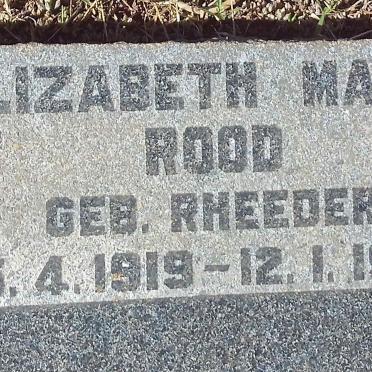 LIZABETH MA
ROOD
GEB. RHEEDER
.4.1919-12.1.19